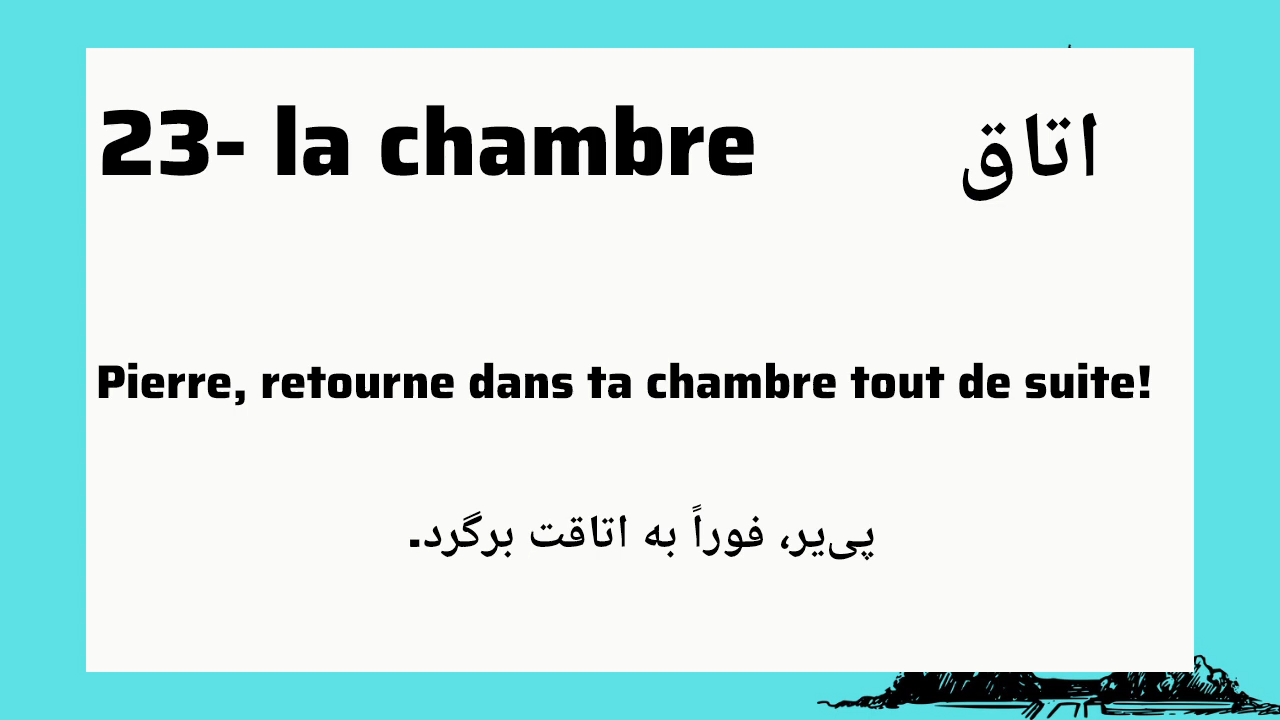 23- la chambre اتاق
Pierre, retourne dans ta chambre tout de suite!
پی‌یر، فوراً به اتاقت برگرد.